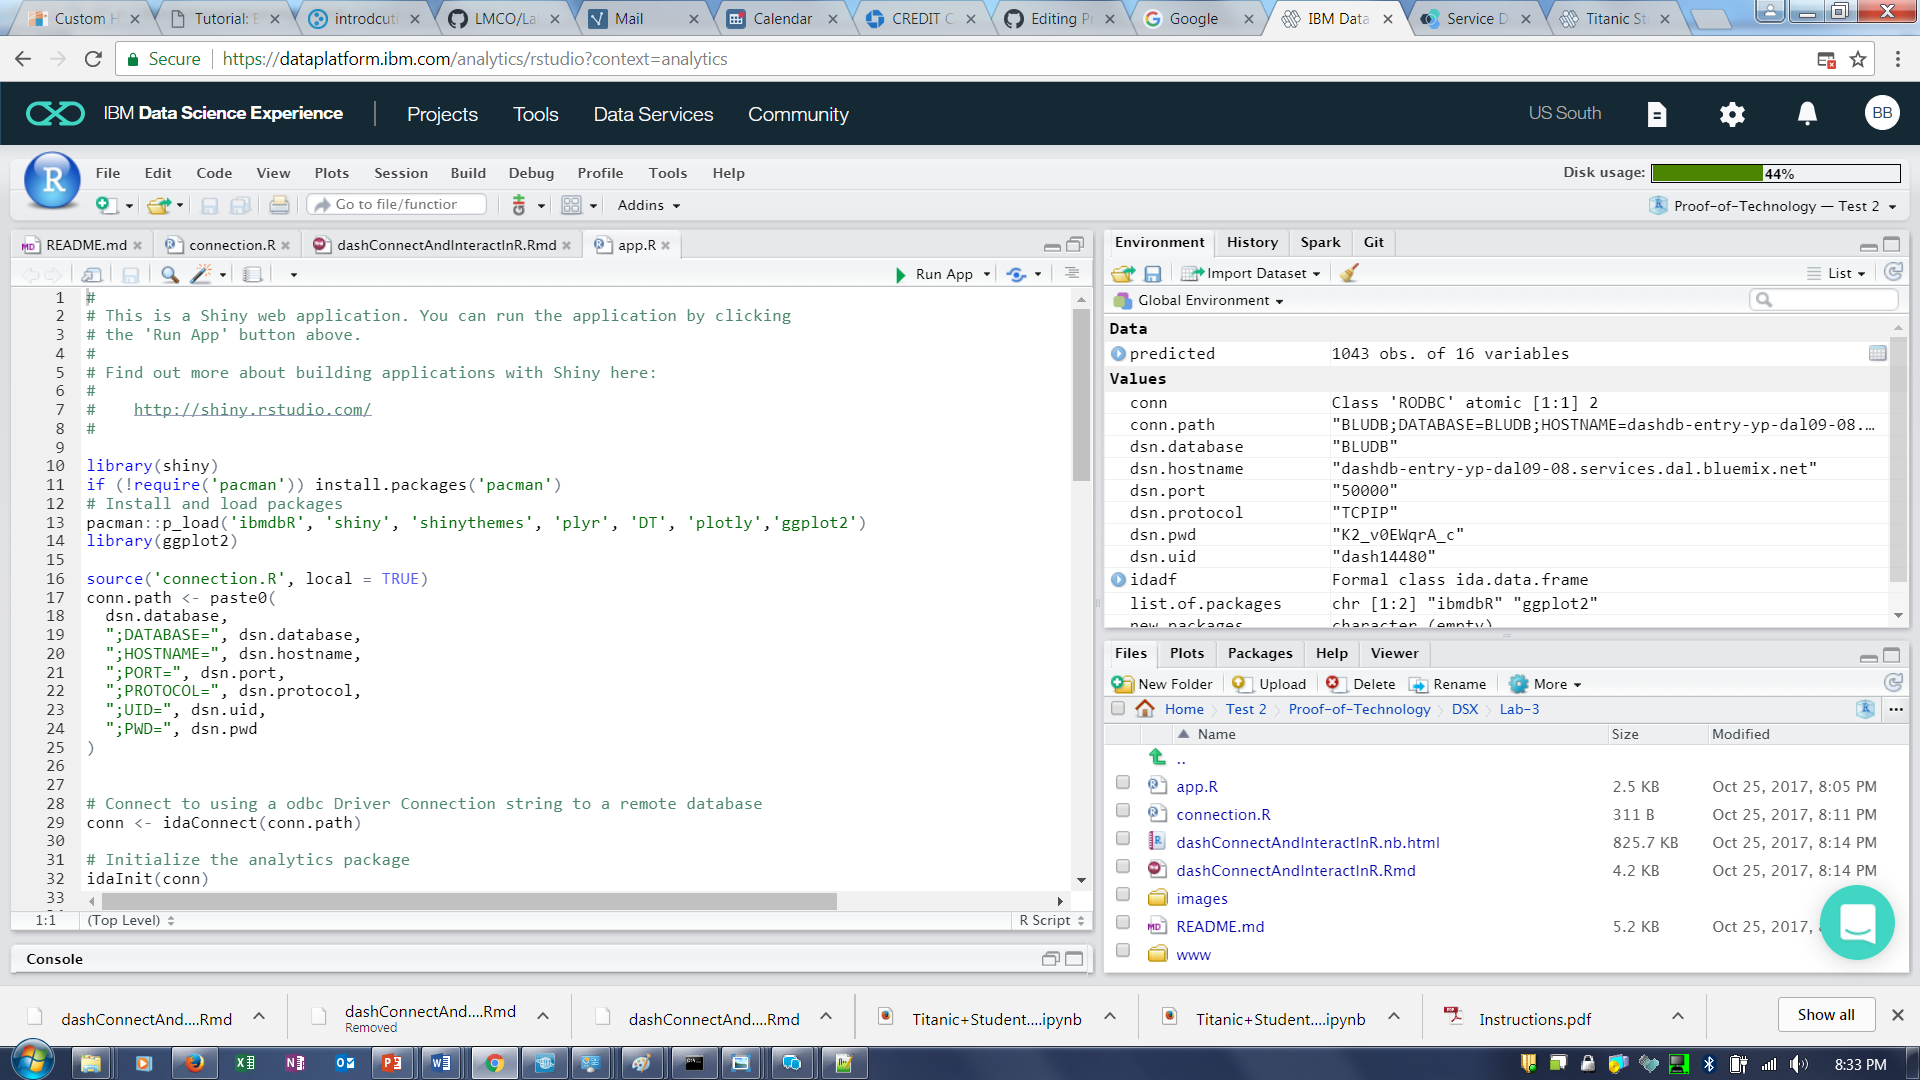 Custom H
Tutorial: E
introdcuti
LMCO/La
Mail
Calendar
CREDIT C
Editing P
Google
IBM Data
Service D
Titanic St
Secure https://dataplatform.ibm.com/analytics/rstudio?context=analytics
IBM Data Science Experience Projects Tools Data Services Community US South BB
File Edit Code View Plots Session Build Debug Profile Tools Help
Disk usage: 44%
Go to file/function Addins
Proof-of-Technology — Test 2
README.md connection.R dashConnectAndInteractInR.Rmd app.R
Run App
1 #
2 # This is a Shiny web application. You can run the application by clicking
3 # the 'Run App' button above.
4 #
5 # Find out more about building applications with Shiny here:
6 #
7 #    http://shiny.rstudio.com/
8 #
9
10 library(shiny)
11 if (!require('pacman')) install.packages('pacman')
12 # Install and load packages
13 pacman::p_load('ibmdbR', 'shiny', 'shinythemes', 'plyr', 'DT', 'plotly','ggplot2')
14 library(ggplot2)
15
16 source('connection.R', local = TRUE)
17 conn.path <- paste0(
18   dsn.database,
19   ";DATABASE=", dsn.database,
20   ";HOSTNAME=", dsn.hostname,
21   ";PORT=", dsn.port,
22   ";PROTOCOL=", dsn.protocol,
23   ";UID=", dsn.uid,
24   ";PWD=", dsn.pwd
25 )
26
27
28 # Connect to using a odbc Driver Connection string to a remote database
29 conn <- idaConnect(conn.path)
30
31 # Initialize the analytics package
32 idaInit(conn)
33
1:1 (Top Level) R Script
Console
Environment History Spark Git
Import Dataset List
Global Environment
Data
predicted 1043 obs. of 16 variables
Values
conn Class 'RODBC' atomic [1:1] 2
conn.path "BLUDB;DATABASE=BLUDB;HOSTNAME=dashdb-entry-yp-dal09-08.…
dsn.database "BLUDB"
dsn.hostname "dashdb-entry-yp-dal09-08.services.dal.bluemix.net"
dsn.port "50000"
dsn.protocol "TCPIP"
dsn.pwd "K2_v0EWqrA_c"
dsn.uid "dash14480"
idadf Formal class ida.data.frame
list.of.packages chr [1:2] "ibmdbR" "ggplot2"
new.packages character (empty)
Files Plots Packages Help Viewer
New Folder Upload Delete Rename More
Home Test 2 Proof-of-Technology DSX Lab-3
Name Size Modified
..
app.R 2.5 KB Oct 25, 2017, 8:05 PM
connection.R 311 B Oct 25, 2017, 8:11 PM
dashConnectAndInteractInR.nb.html 825.7 KB Oct 25, 2017, 8:14 PM
dashConnectAndInteractInR.Rmd 4.2 KB Oct 25, 2017, 8:14 PM
images
README.md 5.2 KB Oct 25, 2017,
www
dashConnectAnd....Rmd
dashConnectAnd....Rmd
Removed
dashConnectAnd....Rmd
Titanic+Student....ipynb
Titanic+Student....ipynb
Instructions.pdf
Show all
8:33 PM